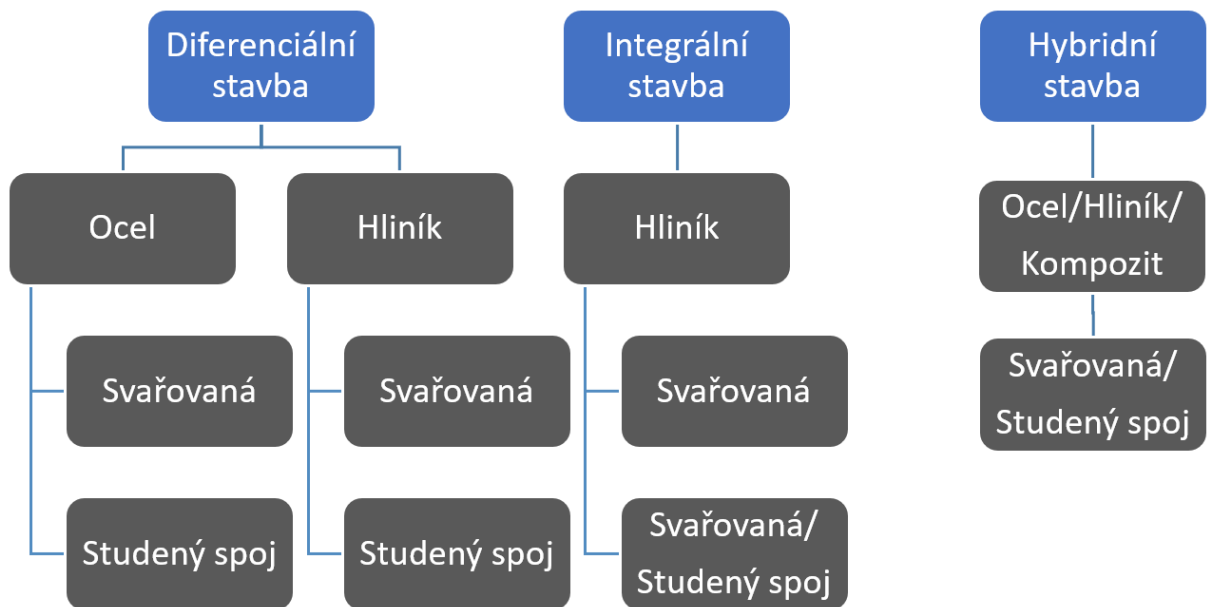 Diferenciální
stavba
Integrální
stavba
Hybridní
stavba
Ocel
Hliník
Hliník
Ocel/Hliník/
Kompozit
Svařovaná
Svařovaná
Svařovaná
Svařovaná/
Studený spoj
Studený spoj
Studený spoj
Svařovaná/
Studený spoj